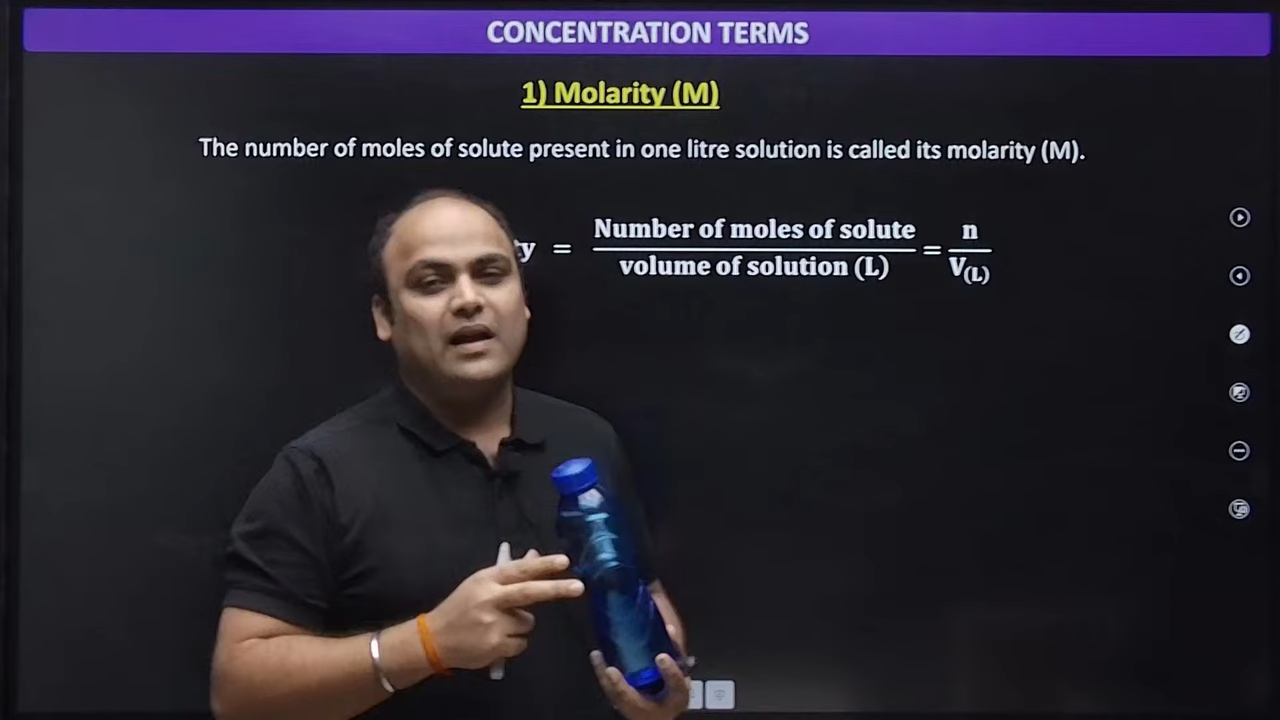 CONCENTRATION TERMS
1) Molarity (M)
The number of moles of solute present in one litre solution is called its molarity (M).
ty = Number of moles of solute / volume of solution (L) = n / V(L)